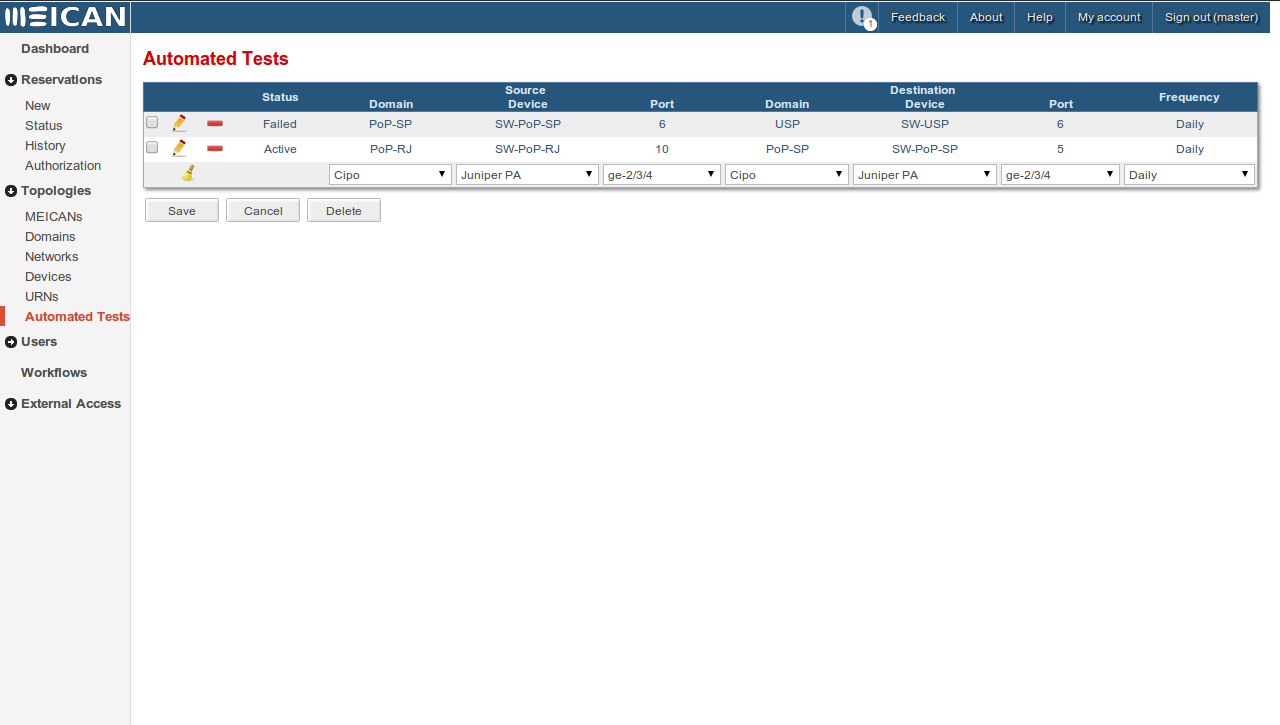 MEICAN
1
Feedback
About
Help
My account
Sign out (master)
Dashboard
Reservations
New
Status
History
Authorization
Topologies
MEICANs
Domains
Networks
Devices
URNs
Automated Tests
Users
Workflows
External Access
Automated Tests
Source Destination
Status Domain Device Port Domain Device Port Frequency
Failed PoP-SP SW-PoP-SP 6 USP SW-USP 6 Daily
Active PoP-RJ SW-PoP-RJ 10 PoP-SP SW-PoP-SP 5 Daily
Cipo Juniper PA ge-2/3/4 Cipo Juniper PA ge-2/3/4 Daily
Save Cancel Delete